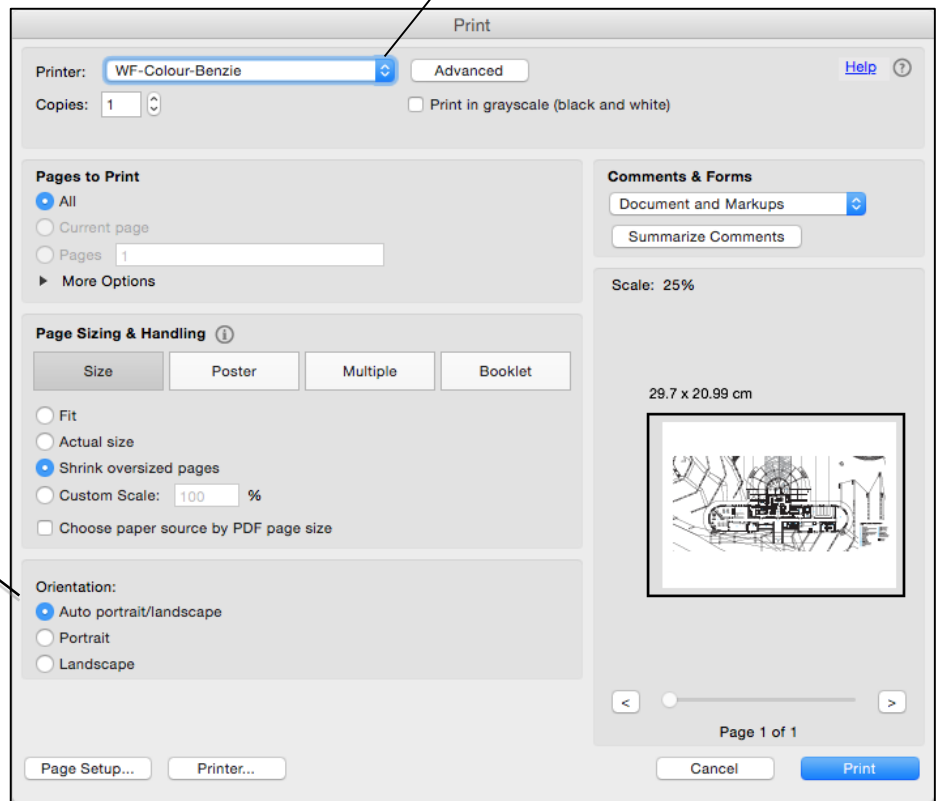 Print
Printer: WF-Colour-Benzie Advanced Help ?
Copies: 1 Print in grayscale (black and white)
Pages to Print
All
Current page
Pages 1
More Options
Comments & Forms
Document and Markups
Summarize Comments
Scale: 25%
Page Sizing & Handling i
Size Poster Multiple Booklet
Fit
Actual size
Shrink oversized pages
Custom Scale: 100 %
Choose paper source by PDF page size
29.7 x 20.99 cm
Orientation:
Auto portrait/landscape
Portrait
Landscape
< >
Page 1 of 1
Page Setup... Printer... Cancel Print